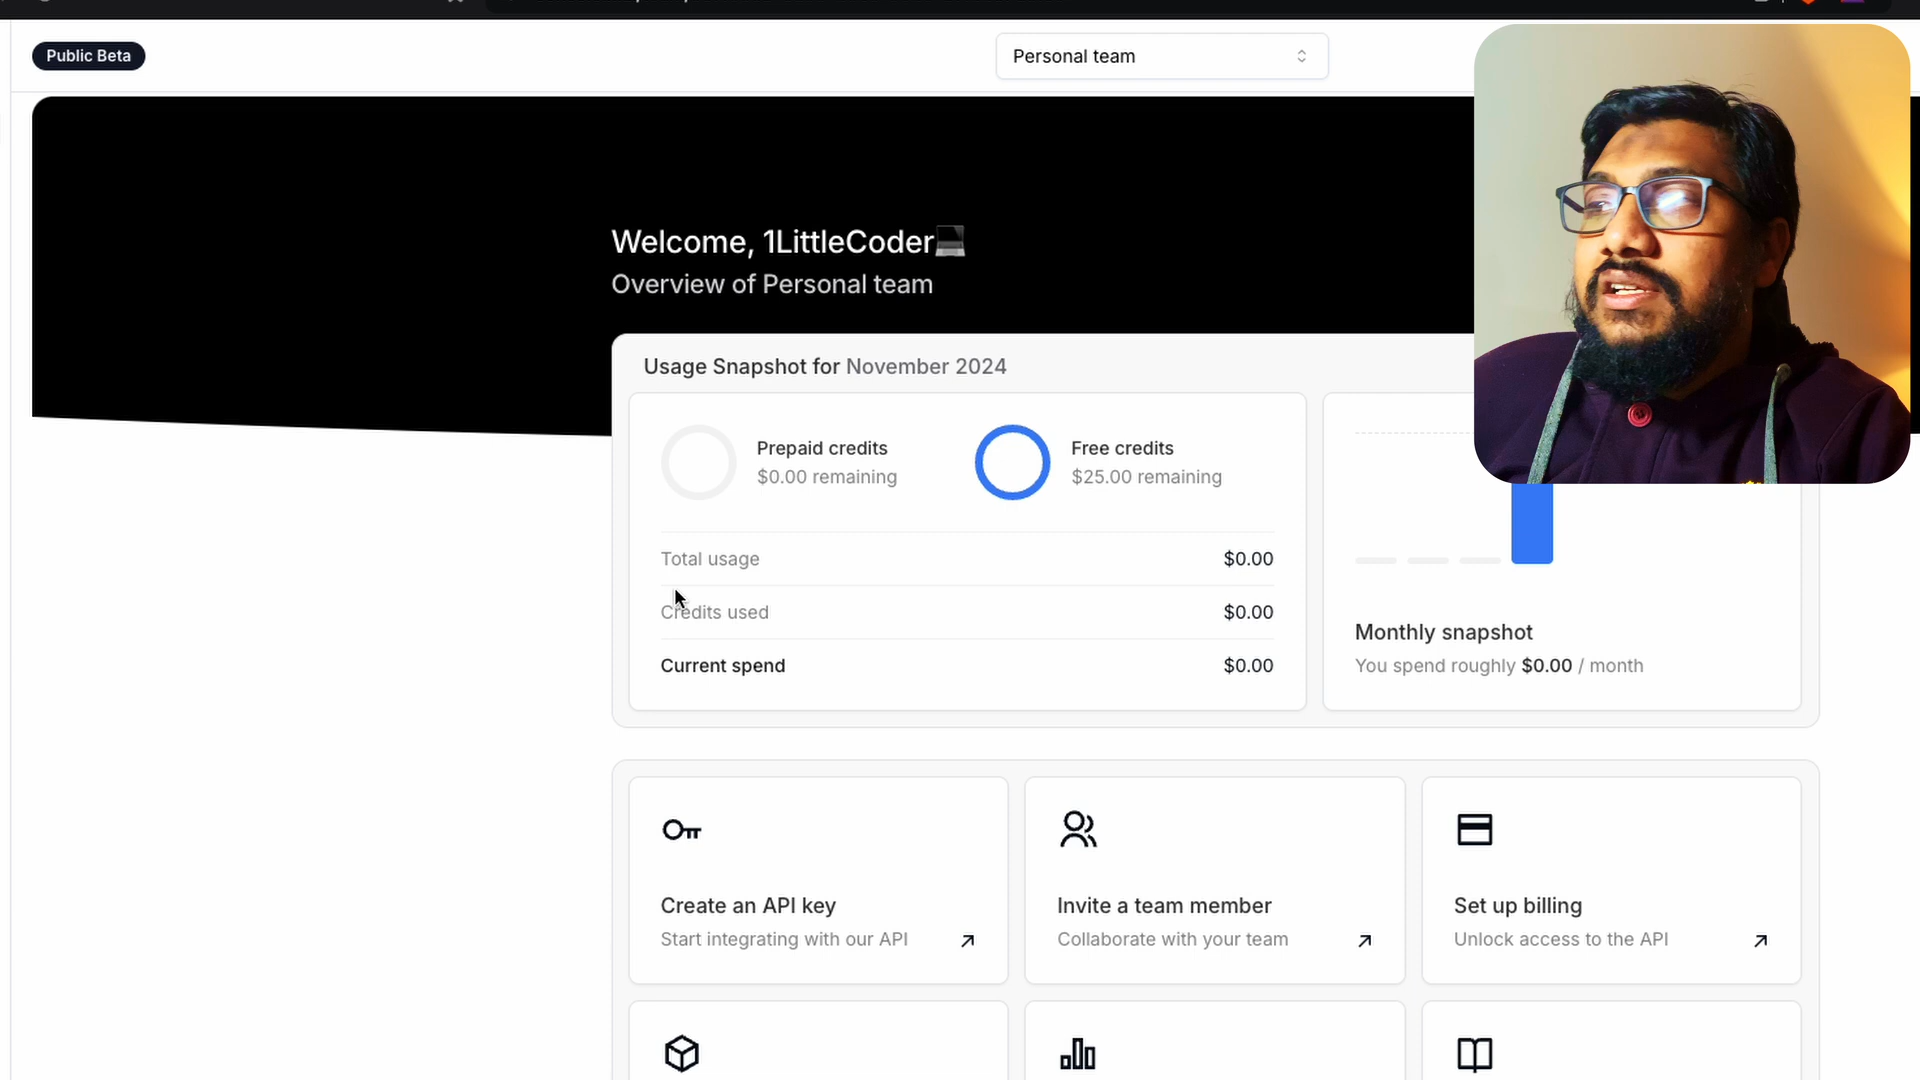 Public Beta
Personal team
Welcome, 1LittleCoder💻
Overview of Personal team
Usage Snapshot for November 2024
Prepaid credits
$0.00 remaining
Free credits
$25.00 remaining
Total usage
$0.00
Credits used
$0.00
Current spend
$0.00
Monthly snapshot
You spend roughly $0.00 / month
Create an API key
Start integrating with our API
Invite a team member
Collaborate with your team
Set up billing
Unlock access to the API